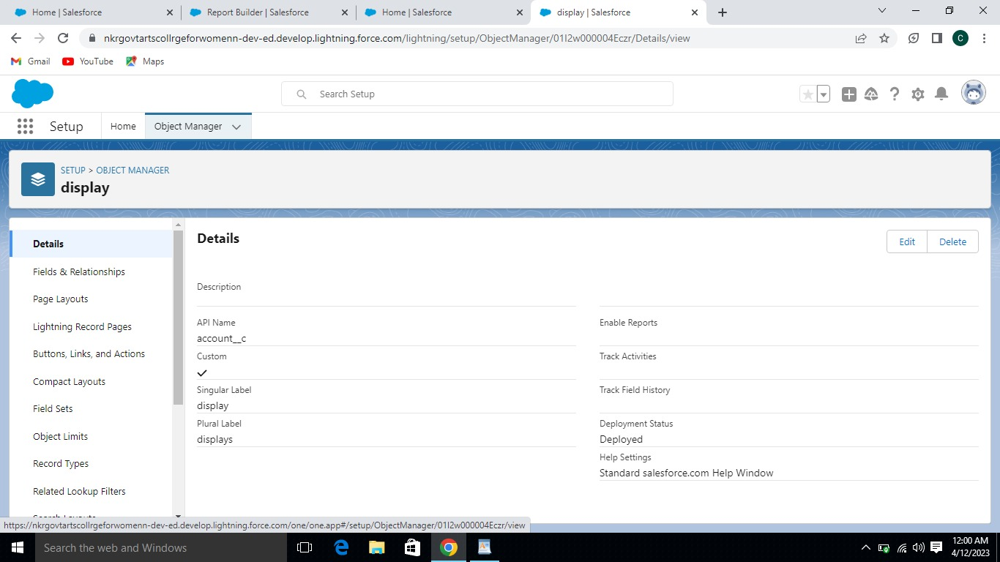 Home | Salesforce
Report Builder | Salesforce
Home | Salesforce
display | Salesforce
nkrgovtartscollrgeforwomenn-dev-ed.develop.lightning.force.com/lightning/setup/ObjectManager/01I2w000004Eczr/Details/view
C
Gmail
YouTube
Maps
Search Setup
Setup
Home
Object Manager
SETUP > OBJECT MANAGER
display
Details
Fields & Relationships
Page Layouts
Lightning Record Pages
Buttons, Links, and Actions
Compact Layouts
Field Sets
Object Limits
Record Types
Related Lookup Filters
Details
Edit
Delete
Description
API Name
account__c
Custom
Singular Label
display
Plural Label
displays
Enable Reports
Track Activities
Track Field History
Deployment Status
Deployed
Help Settings
Standard salesforce.com Help Window
https://nkrgovtartscollrgeforwomenn-dev-ed.develop.lightning.force.com/one/one.app#/setup/ObjectManager/01I2w000004Eczr/view
Search the web and Windows
12:00 AM
4/12/2023